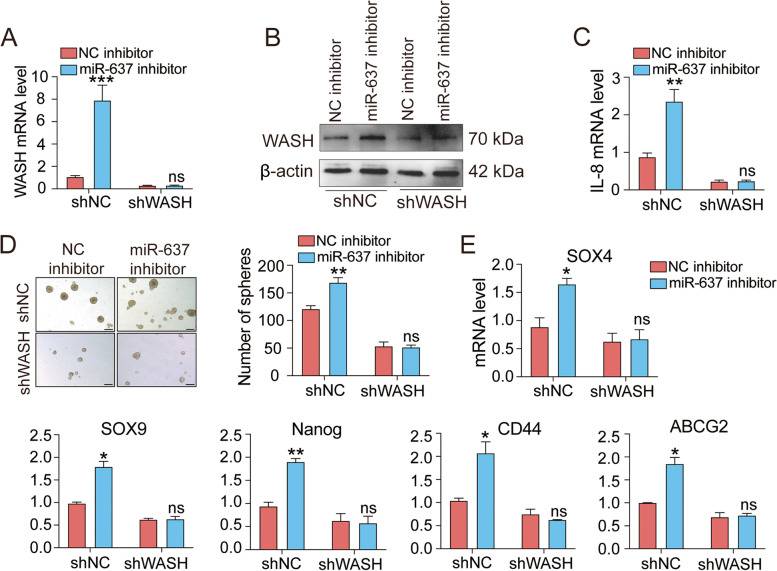 A
NC inhibitor
miR-637 inhibitor
WASH mRNA level
10
8
6
4
2
0
***
ns
shNC
shWASH
B
NC inhibitor
miR-637 inhibitor
NC inhibitor
miR-637 inhibitor
WASH
70 kDa
β-actin
42 kDa
shNC
shWASH
C
NC inhibitor
miR-637 inhibitor
IL-8 mRNA level
3
2
1
0
**
ns
shNC
shWASH
D
NC
inhibitor
miR-637
inhibitor
shNC
shWASH
NC inhibitor
miR-637 inhibitor
Number of spheres
200
150
100
50
0
**
ns
shNC
shWASH
E
SOX4
NC inhibitor
miR-637 inhibitor
mRNA level
2.0
1.5
1.0
0.5
0.0
*
ns
shNC
shWASH
SOX9
2.5
2.0
1.5
1.0
0.5
0.0
*
ns
shNC
shWASH
Nanog
2.5
2.0
1.5
1.0
0.5
0.0
**
ns
shNC
shWASH
CD44
2.5
2.0
1.5
1.0
0.5
0.0
*
ns
shNC
shWASH
ABCG2
2.5
2.0
1.5
1.0
0.5
0.0
*
ns
shNC
shWASH